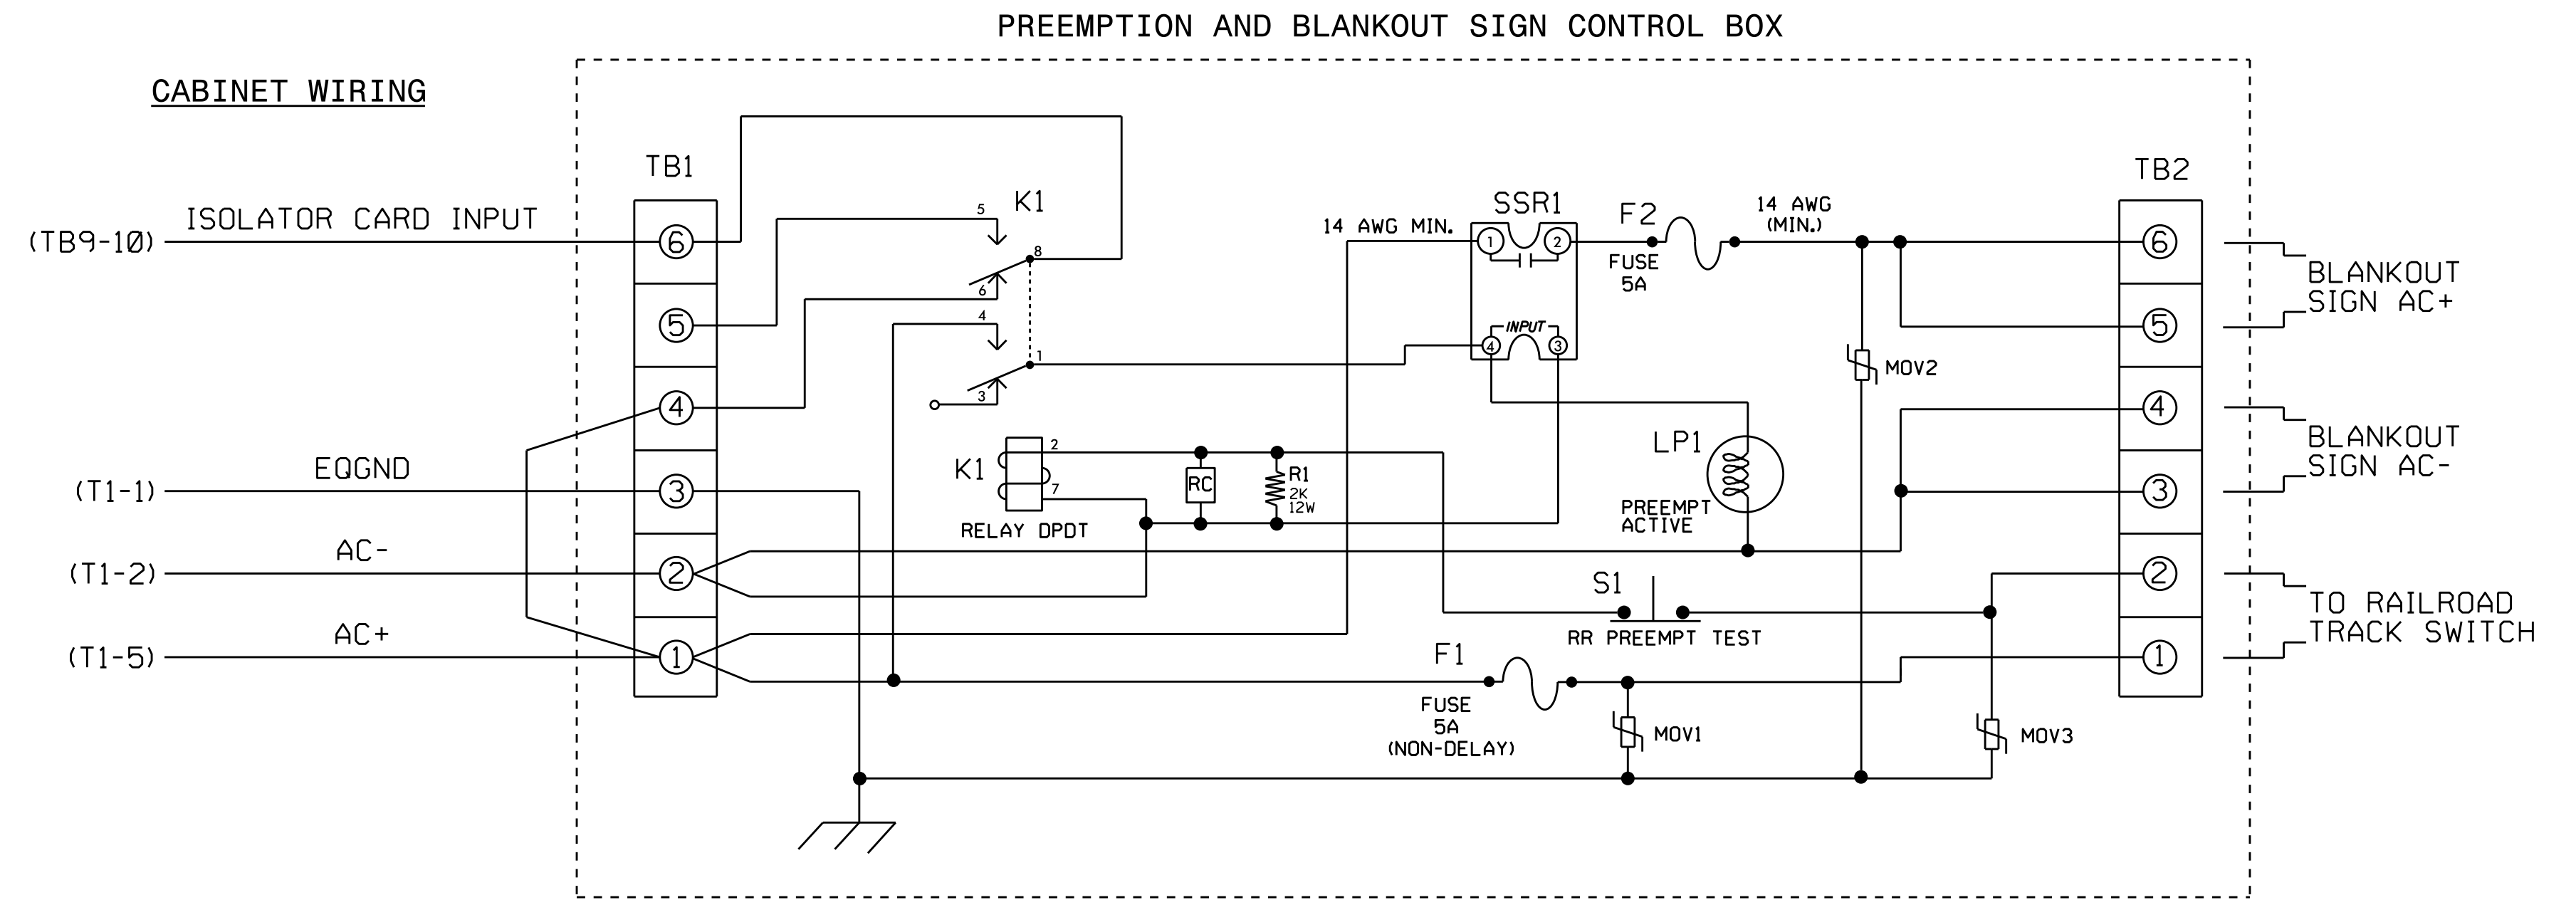 PREEMPTION AND BLANKOUT SIGN CONTROL BOX
CABINET WIRING
TB1
TB2
(TB9-10)
ISOLATOR CARD INPUT
6
5
4
3
2
1
(T1-1)
EQGND
(T1-2)
AC-
(T1-5)
AC+
K1
5
8
6
4
1
3
K1
2
7
RELAY DPDT
RC
R1
2K
12W
14 AWG MIN.
SSR1
1
2
INPUT
4
3
F2
FUSE
5A
14 AWG
(MIN.)
MOV2
LP1
PREEMPT
ACTIVE
S1
RR PREEMPT TEST
F1
FUSE
5A
(NON-DELAY)
MOV1
MOV3
6
5
4
3
2
1
BLANKOUT
SIGN AC+
BLANKOUT
SIGN AC-
TO RAILROAD
TRACK SWITCH